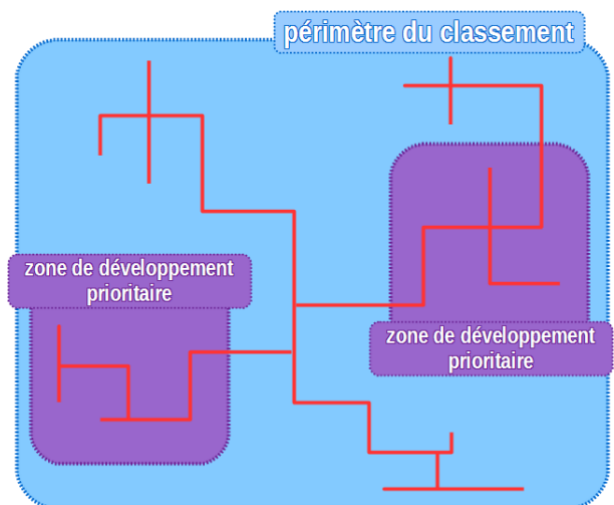 périmètre du classement
zone de développement
prioritaire
zone de développement
prioritaire